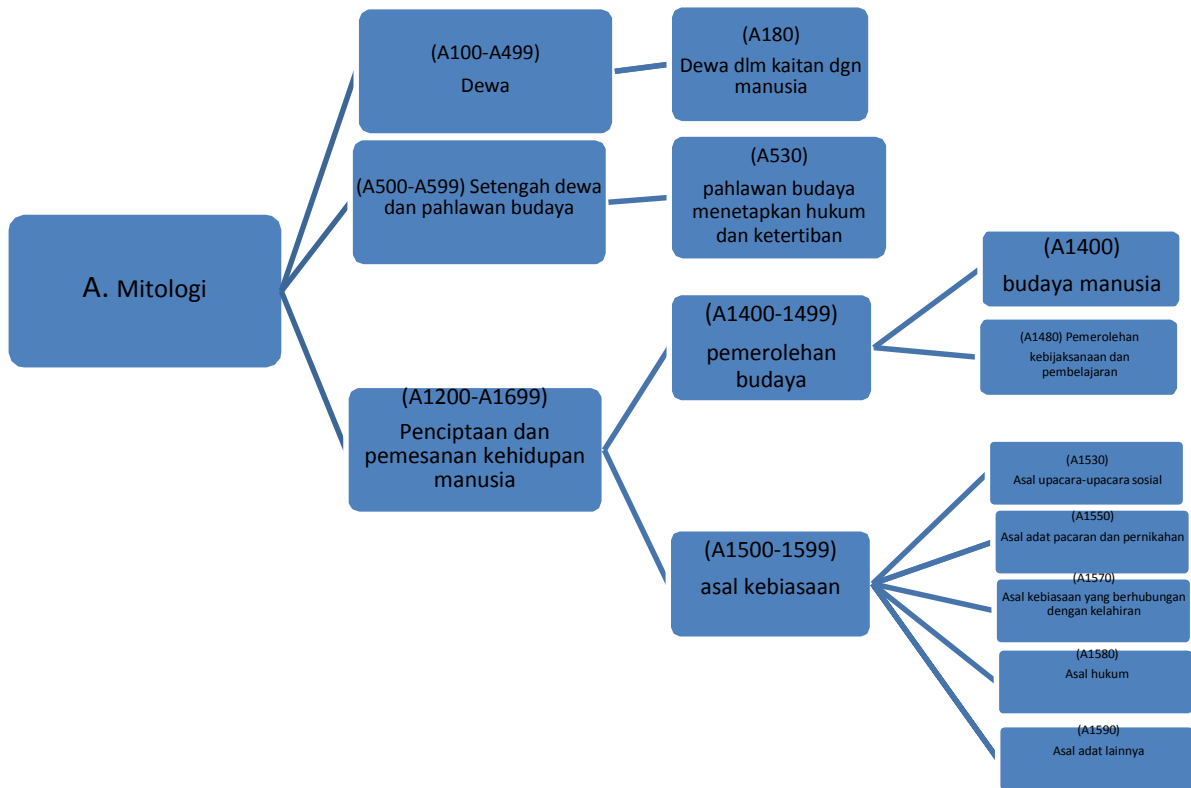 A. Mitologi
(A100-A499)
Dewa
(A180)
Dewa dlm kaitan dgn
manusia
(A500-A599) Setengah dewa
dan pahlawan budaya
(A530)
pahlawan budaya
menetapkan hukum
dan ketertiban
(A1200-A1699)
Penciptaan dan
pemesanan kehidupan
manusia
(A1400-1499)
pemerolehan
budaya
(A1400)
budaya manusia
(A1480) Pemerolehan
kebijaksanaan dan
pembelajaran
(A1500-1599)
asal kebiasaan
(A1530)
Asal upacara-upacara sosial
(A1550)
Asal adat pacaran dan pernikahan
(A1570)
Asal kebiasaan yang berhubungan
dengan kelahiran
(A1580)
Asal hukum
(A1590)
Asal adat lainnya